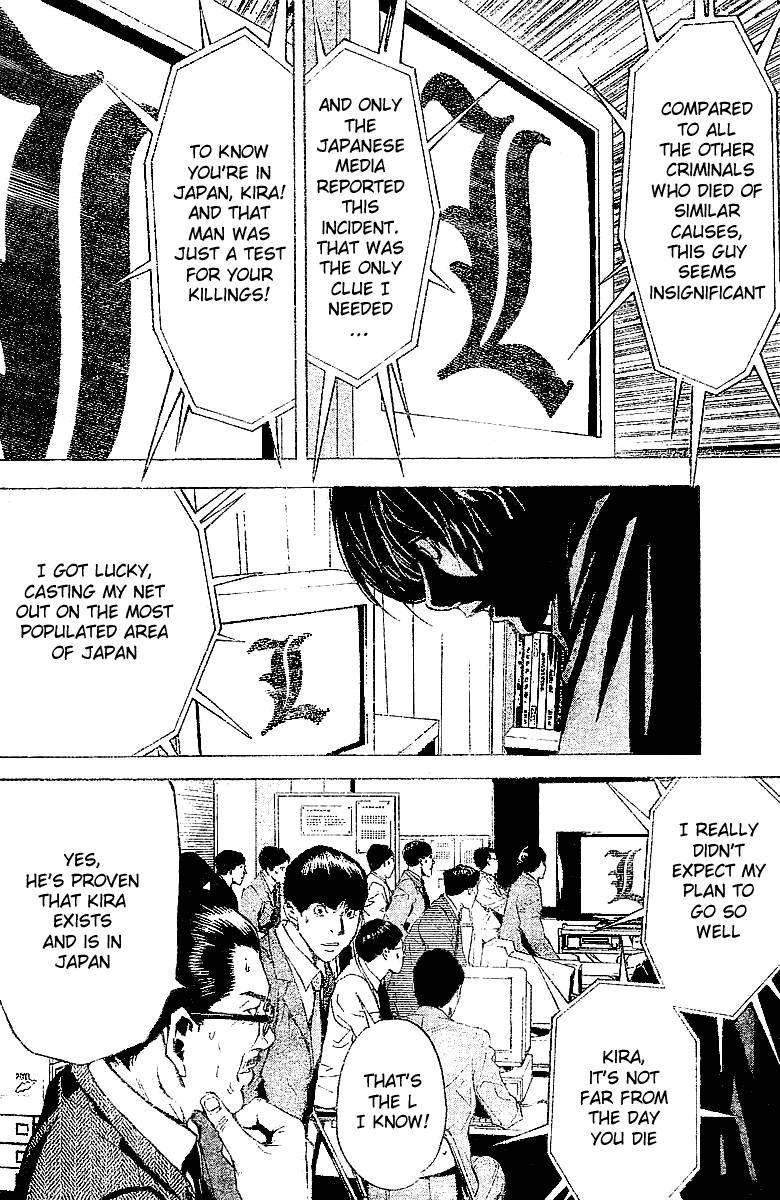 COMPARED
TO ALL
THE OTHER
CRIMINALS
WHO DIED OF
SIMILAR
CAUSES,
THIS GUY
SEEMS
INSIGNIFICANT
L
AND ONLY
THE
JAPANESE
MEDIA
REPORTED
THIS
INCIDENT.
THAT WAS
THE ONLY
CLUE I
NEEDED
...
TO KNOW
YOU'RE IN
JAPAN, KIRA!
AND THAT
MAN WAS
JUST A TEST
FOR YOUR
KILLINGS!
I GOT LUCKY,
CASTING MY NET
OUT ON THE MOST
POPULATED AREA
OF JAPAN
L
I REALLY
DIDN'T
EXPECT MY
PLAN TO
GO SO
WELL
L
YES,
HE'S PROVEN
THAT KIRA
EXISTS
AND IS IN
JAPAN
KIRA,
IT'S NOT
FAR FROM
THE DAY
YOU DIE
THAT'S
THE L
I KNOW!